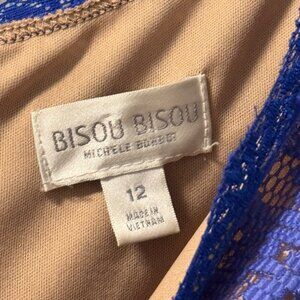 BISOU BISOU
MICHELE BOHBOT
12
MADE IN
VIETNAM